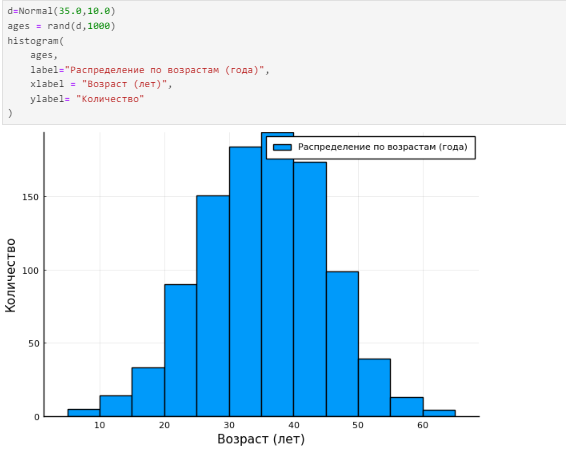 d=Normal(35.0,10.0)
ages = rand(d,1000)
histogram(
    ages,
    label="Распределение по возрастам (года)",
    xlabel = "Возраст (лет)",
    ylabel= "Количество"
)
Распределение по возрастам (года)
150
100
50
0
Количество
10 20 30 40 50 60
Возраст (лет)